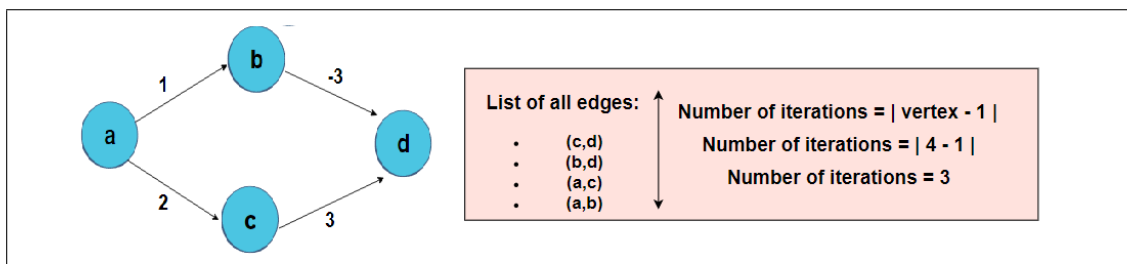 b
1
-3
a
d
2
c
3
List of all edges:
• (c,d)
• (b,d)
• (a,c)
• (a,b)
Number of iterations = | vertex - 1 |
Number of iterations = | 4 - 1 |
Number of iterations = 3